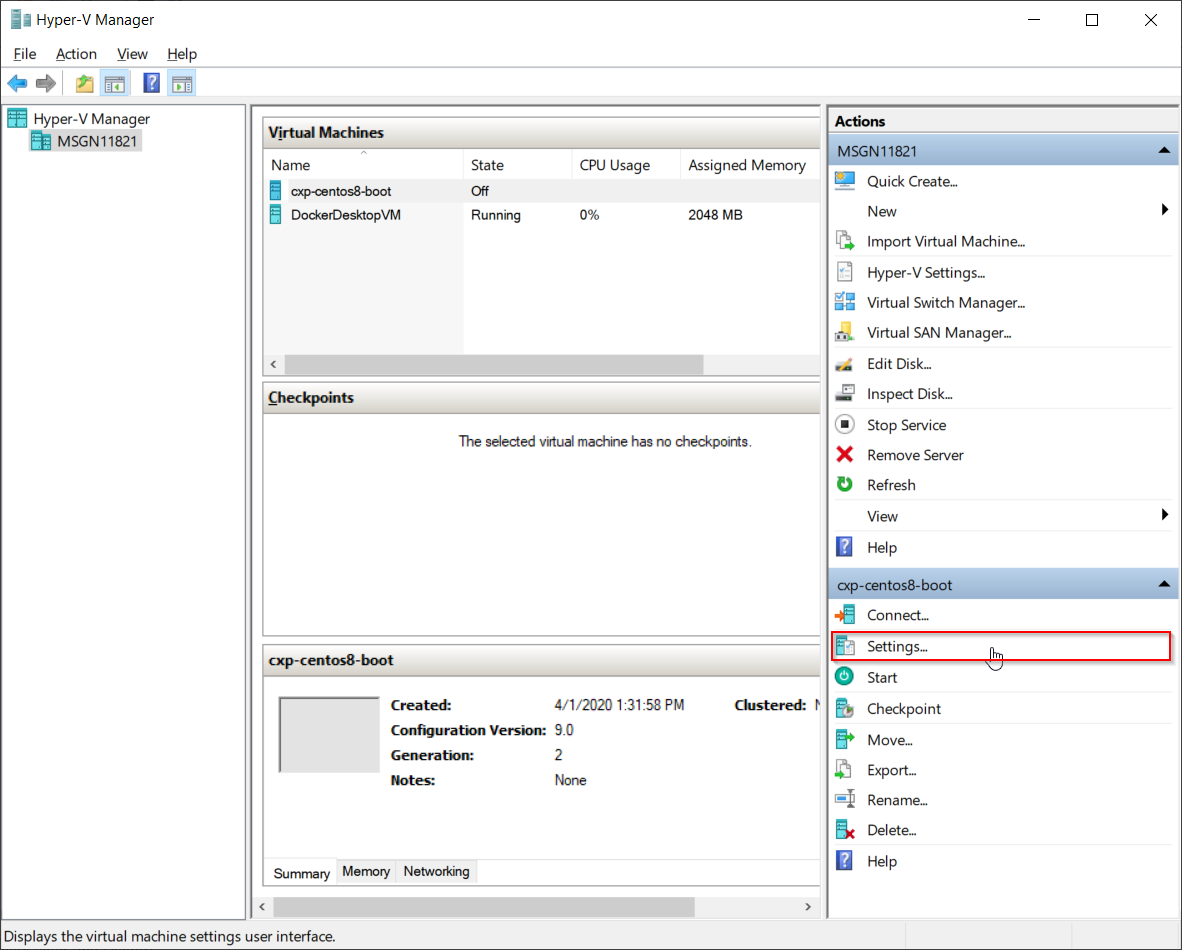 Hyper-V Manager
File Action View Help
Hyper-V Manager
MSGN11821
Virtual Machines
Name State CPU Usage Assigned Memory
cxp-centos8-boot Off
DockerDesktopVM Running 0% 2048 MB
Checkpoints
The selected virtual machine has no checkpoints.
cxp-centos8-boot
Created: 4/1/2020 1:31:58 PM Clustered:
Configuration Version: 9.0
Generation: 2
Notes: None
Summary Memory Networking
Actions
MSGN11821
Quick Create...
New
Import Virtual Machine...
Hyper-V Settings...
Virtual Switch Manager...
Virtual SAN Manager...
Edit Disk...
Inspect Disk...
Stop Service
Remove Server
Refresh
View
Help
cxp-centos8-boot
Connect...
Settings...
Start
Checkpoint
Move...
Export...
Rename...
Delete...
Help
Displays the virtual machine settings user interface.